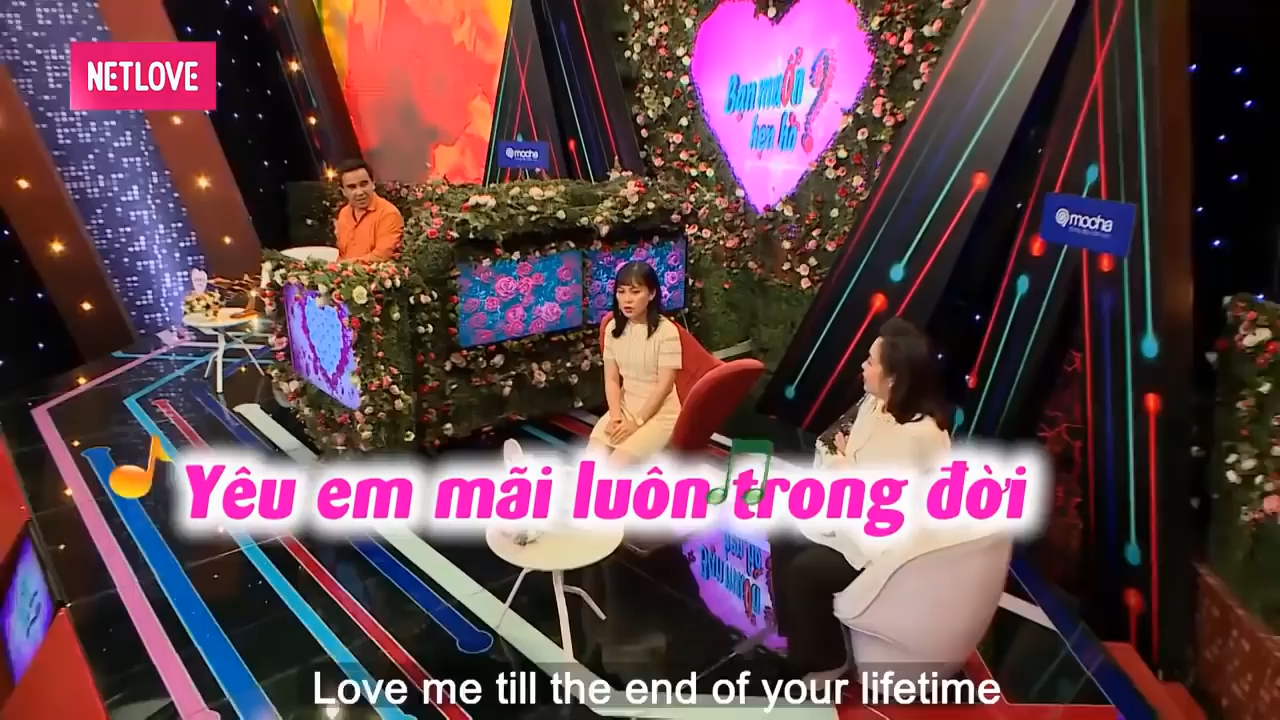 NETLOVE
Bạn muốn
hẹn hò ?
mocha
mocha
Yêu em mãi luôn trong đời
Love me till the end of your lifetime